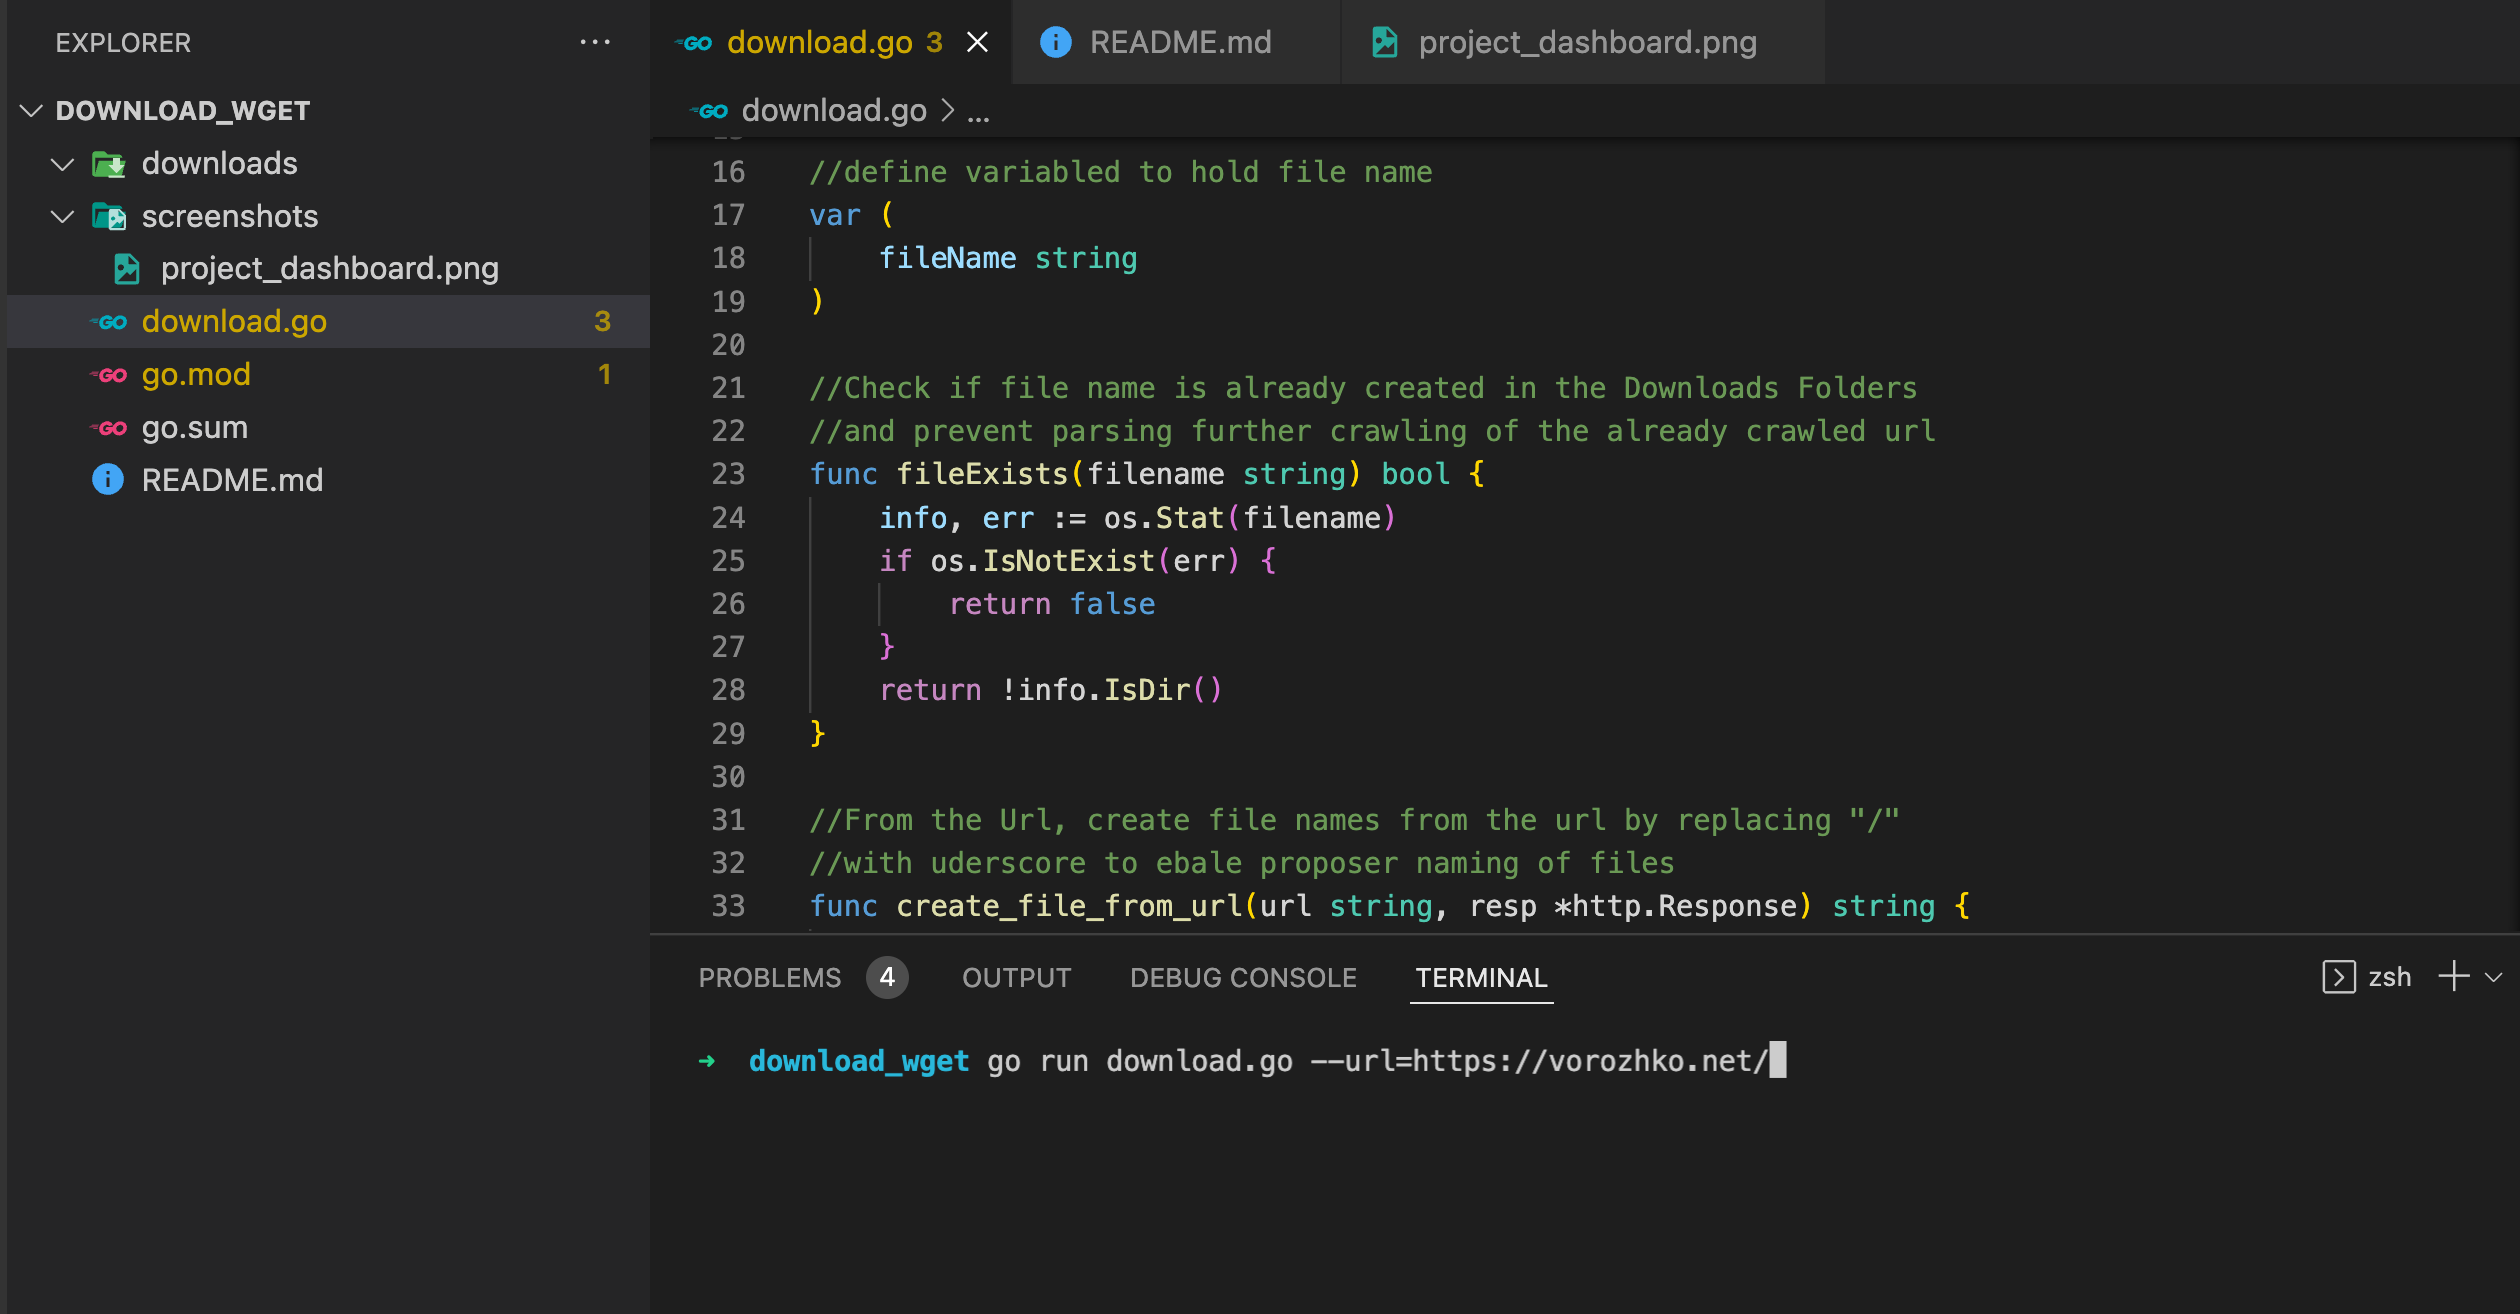 EXPLORER ...
DOWNLOAD_WGET
downloads
screenshots
project_dashboard.png
GO download.go 3
GO go.mod 1
GO go.sum
i README.md
GO download.go 3
i README.md
project_dashboard.png
GO download.go > ...
16 //define variabled to hold file name
17 var (
18     fileName string
19 )
20
21 //Check if file name is already created in the Downloads Folders
22 //and prevent parsing further crawling of the already crawled url
23 func fileExists(filename string) bool {
24     info, err := os.Stat(filename)
25     if os.IsNotExist(err) {
26         return false
27     }
28     return !info.IsDir()
29 }
30
31 //From the Url, create file names from the url by replacing "/"
32 //with uderscore to ebale proposer naming of files
33 func create_file_from_url(url string, resp *http.Response) string {
PROBLEMS 4 OUTPUT DEBUG CONSOLE TERMINAL zsh
→ download_wget go run download.go --url=https://vorozhko.net/